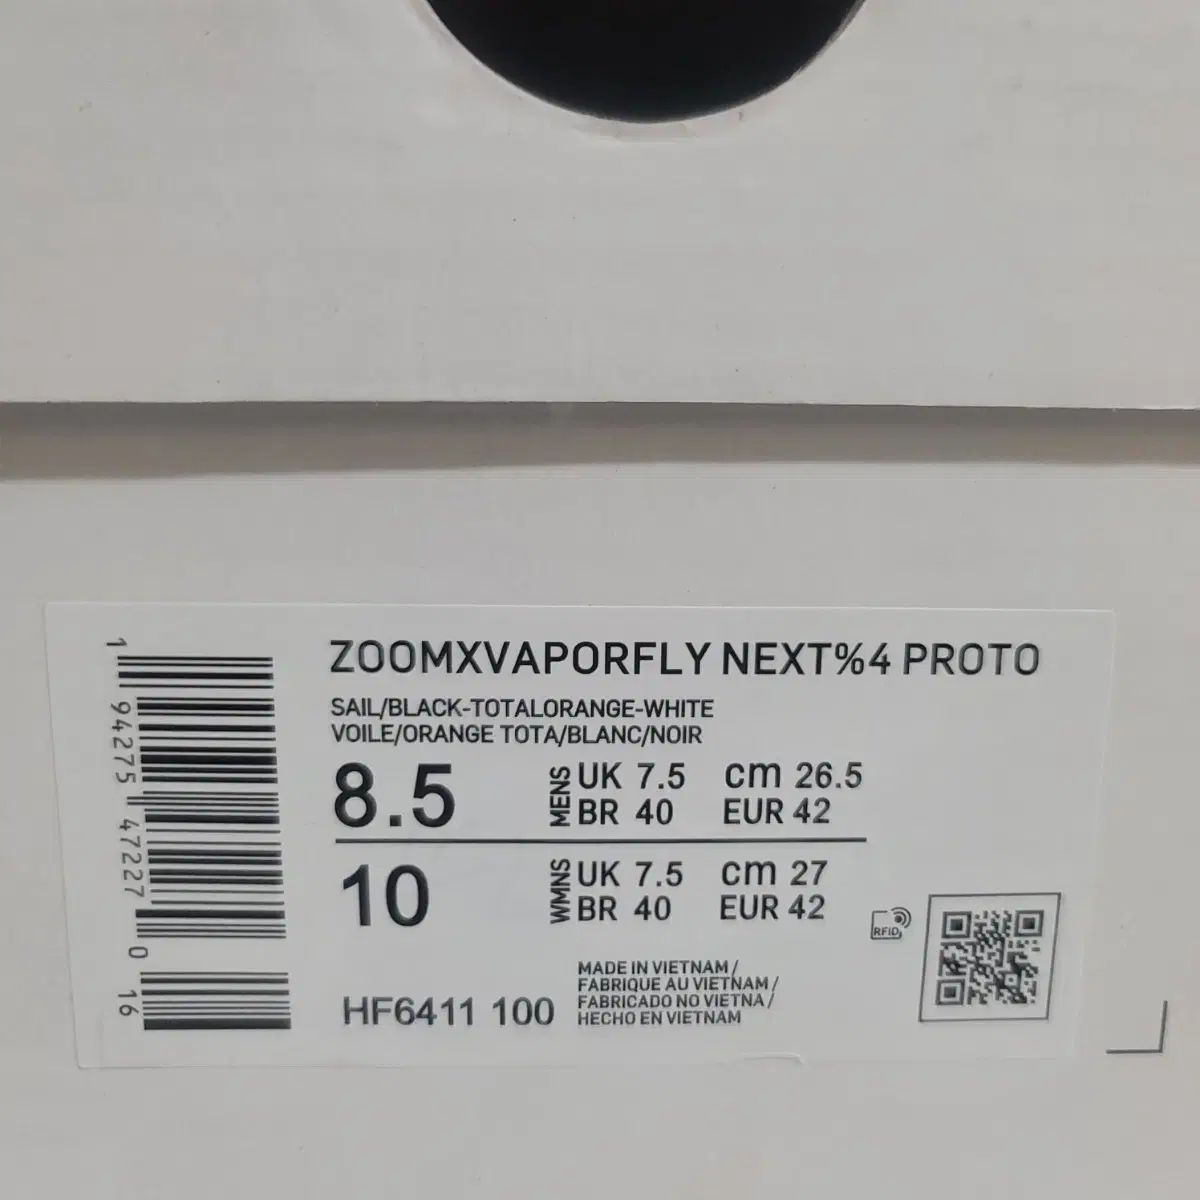 ZOOMXVAPORFLY NEXT%4 PROTO
SAIL/BLACK-TOTALORANGE-WHITE
VOILE/ORANGE TOTA/BLANC/NOIR
8.5 MENS UK 7.5 cm 26.5
BR 40 EUR 42
10 WMNS UK 7.5 cm 27
BR 40 EUR 42
RFID
HF6411 100
MADE IN VIETNAM /
FABRIQUE AU VIETNAM /
FABRICADO NO VIETNA /
HECHO EN VIETNAM
1 94275 47227 0 16